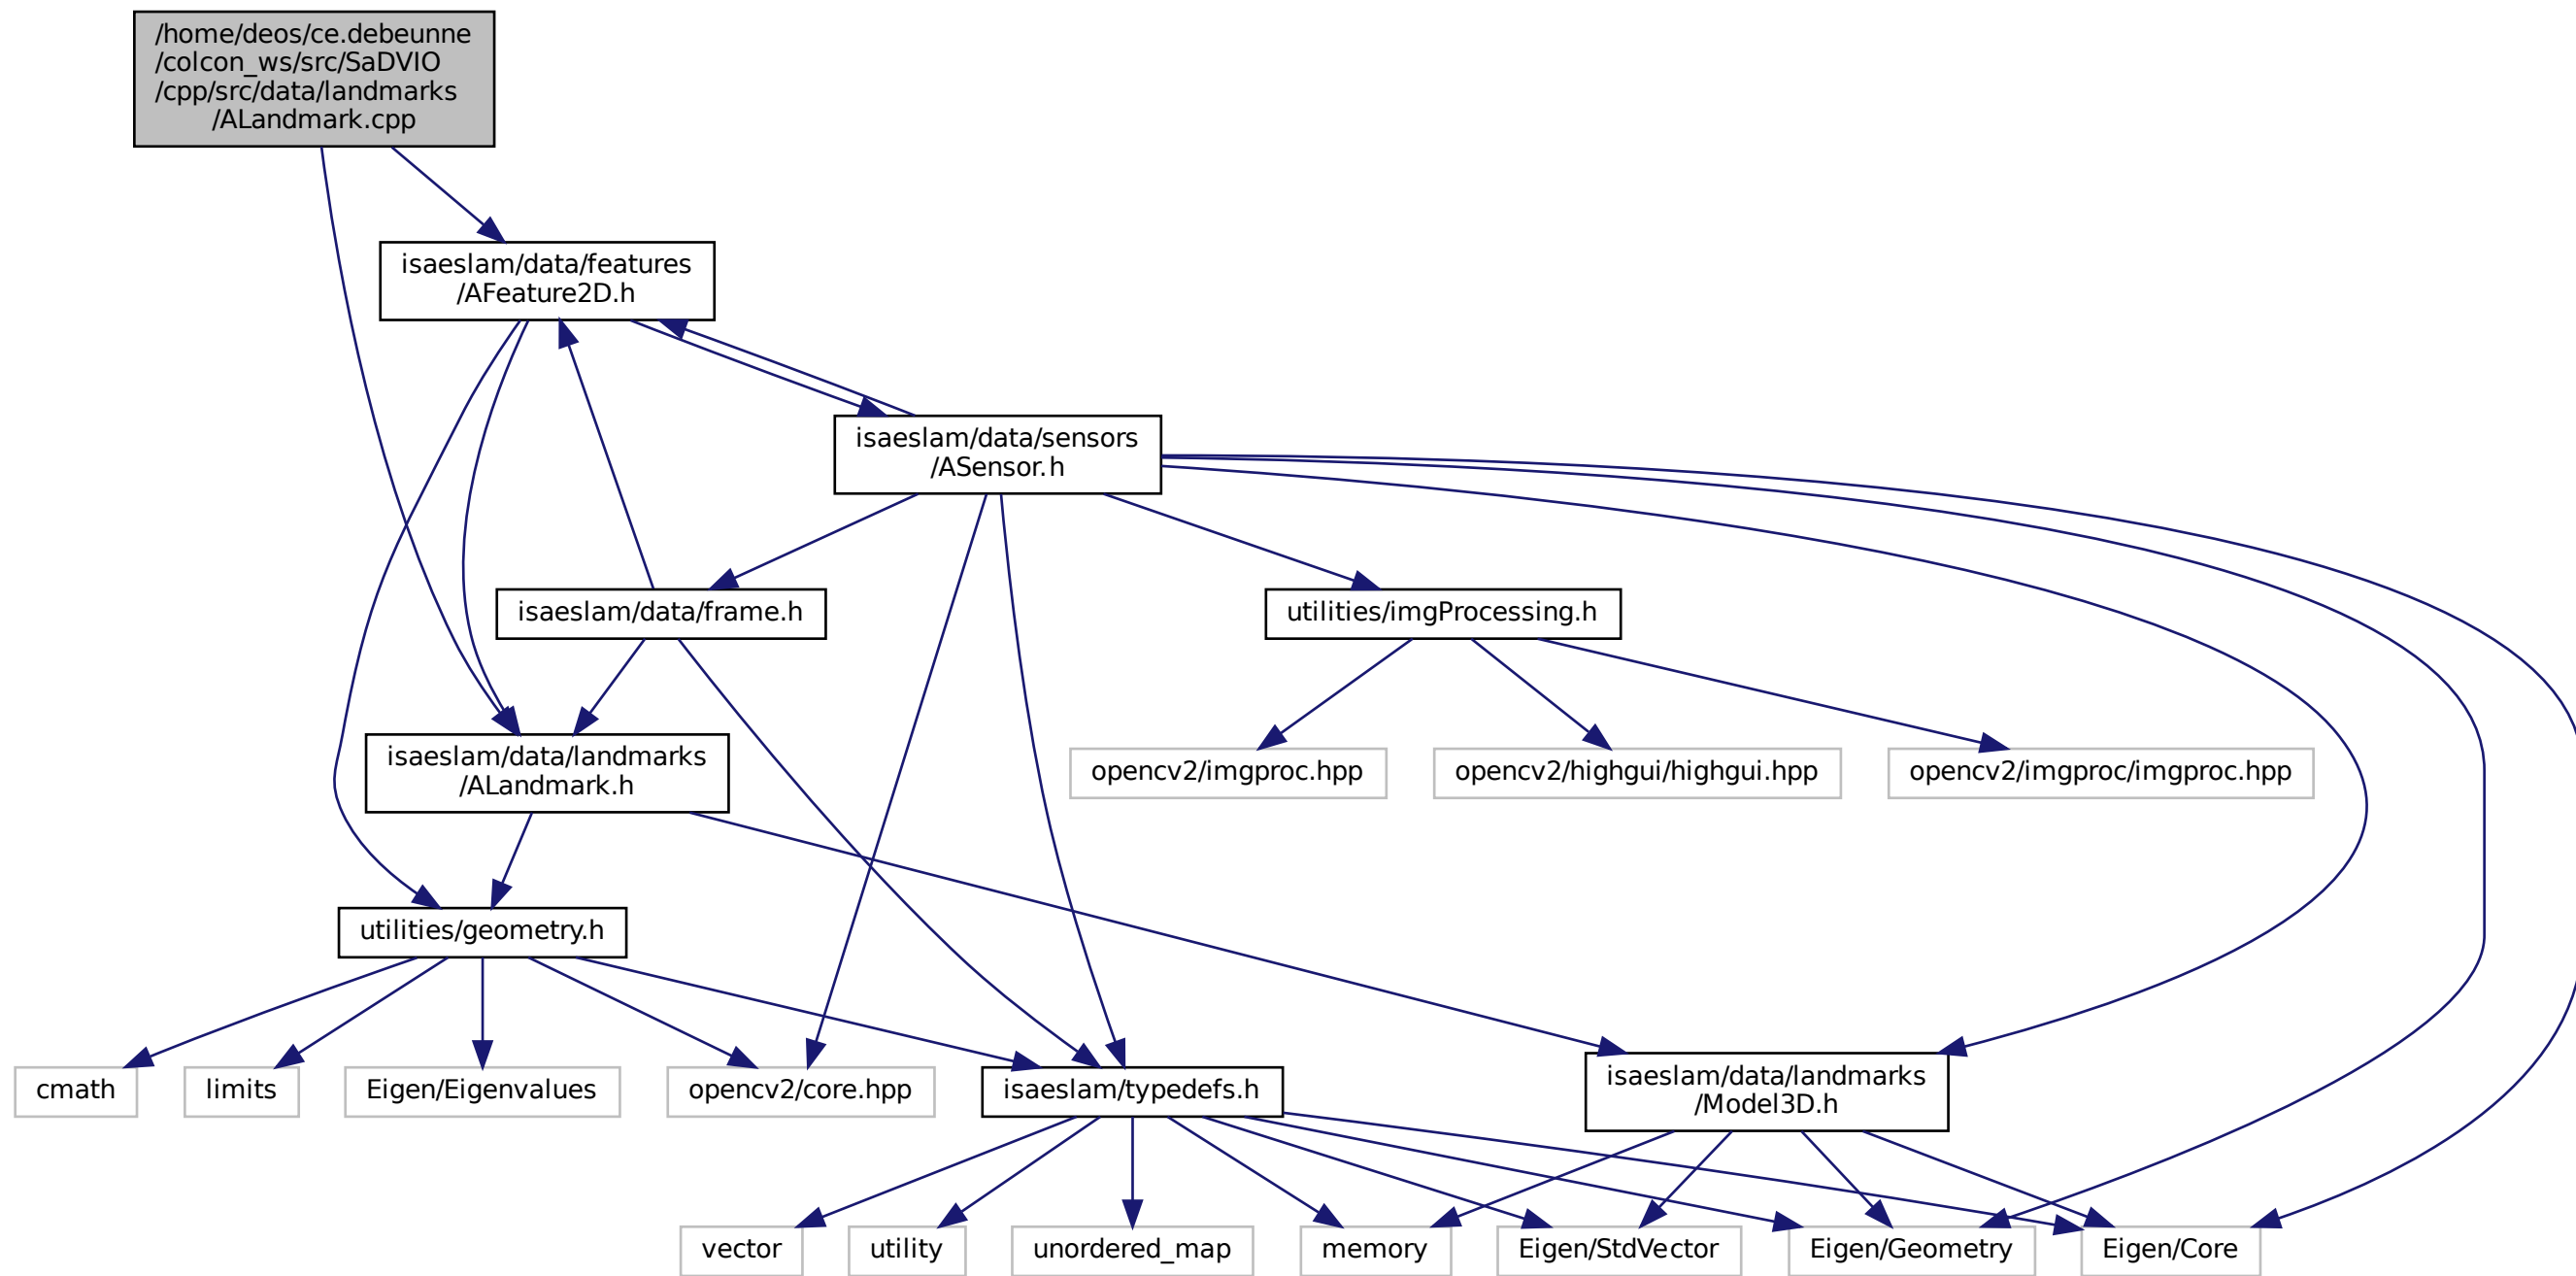 /home/deos/ce.debeunne
/colcon_ws/src/SaDVIO
/cpp/src/data/landmarks
/ALandmark.cpp
isaeslam/data/features
/AFeature2D.h
isaeslam/data/sensors
/ASensor.h
isaeslam/data/frame.h
utilities/imgProcessing.h
isaeslam/data/landmarks
/ALandmark.h
opencv2/imgproc.hpp
opencv2/highgui/highgui.hpp
opencv2/imgproc/imgproc.hpp
utilities/geometry.h
cmath
limits
Eigen/Eigenvalues
opencv2/core.hpp
isaeslam/typedefs.h
isaeslam/data/landmarks
/Model3D.h
vector
utility
unordered_map
memory
Eigen/StdVector
Eigen/Geometry
Eigen/Core